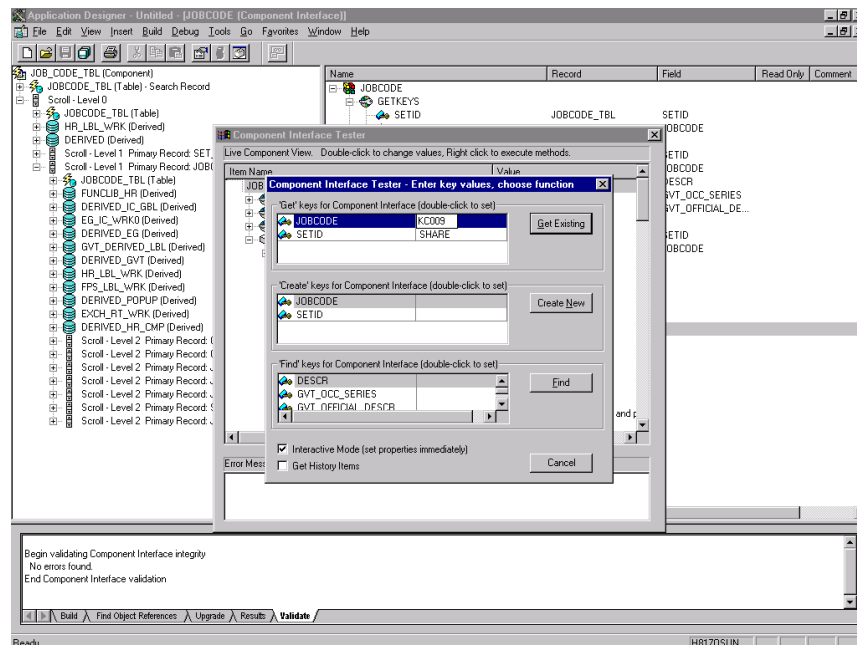 Application Designer - Untitled - [JOBCODE (Component Interface)]
File Edit View Insert Build Debug Tools Go Favorites Window Help
JOB_CODE_TBL (Component)
JOBCODE_TBL (Table) - Search Record
Scroll - Level 0
JOBCODE_TBL (Table)
HR_LBL_WRK (Derived)
DERIVED (Derived)
Scroll - Level 1 Primary Record: SET_
Scroll - Level 1 Primary Record: JOBC
JOBCODE_TBL (Table)
FUNCLIB_HR (Derived)
DERIVED_IC_GBL (Derived)
EG_IC_WRK0 (Derived)
DERIVED_EG (Derived)
GVT_DERIVED_LBL (Derived)
DERIVED_GVT (Derived)
HR_LBL_WRK (Derived)
FPS_LBL_WRK (Derived)
DERIVED_POPUP (Derived)
EXCH_RT_WRK (Derived)
DERIVED_HR_CMP (Derived)
Scroll - Level 2 Primary Record:
Scroll - Level 2 Primary Record:
Scroll - Level 2 Primary Record:
Scroll - Level 2 Primary Record:
Scroll - Level 2 Primary Record:
Scroll - Level 2 Primary Record:
Scroll - Level 2 Primary Record:
Name Record Field Read Only Comment
JOBCODE
GETKEYS
SETID JOBCODE_TBL SETID
OBCODE
SETID
OBCODE
DESCR
GVT_OCC_SERIES
GVT_OFFICIAL_DE...
SETID
OBCODE
Component Interface Tester
Live Component View. Double-click to change values, Right click to execute methods.
Item Name Value
JOB
and p
Error Mess
Component Interface Tester - Enter key values, choose function
'Get' keys for Component Interface (double-click to set)
JOBCODE KC009
SETID SHARE
Get Existing
'Create' keys for Component Interface (double-click to set)
JOBCODE
SETID
Create New
'Find' keys for Component Interface (double-click to set)
DESCR
GVT_OCC_SERIES
GVT_OFFICIAL_DESCR
Find
Interactive Mode (set properties immediately)
Get History Items
Cancel
Begin validating Component Interface integrity
No errors found.
End Component Interface validation
Build Find Object References Upgrade Results Validate
Ready H8170SUN